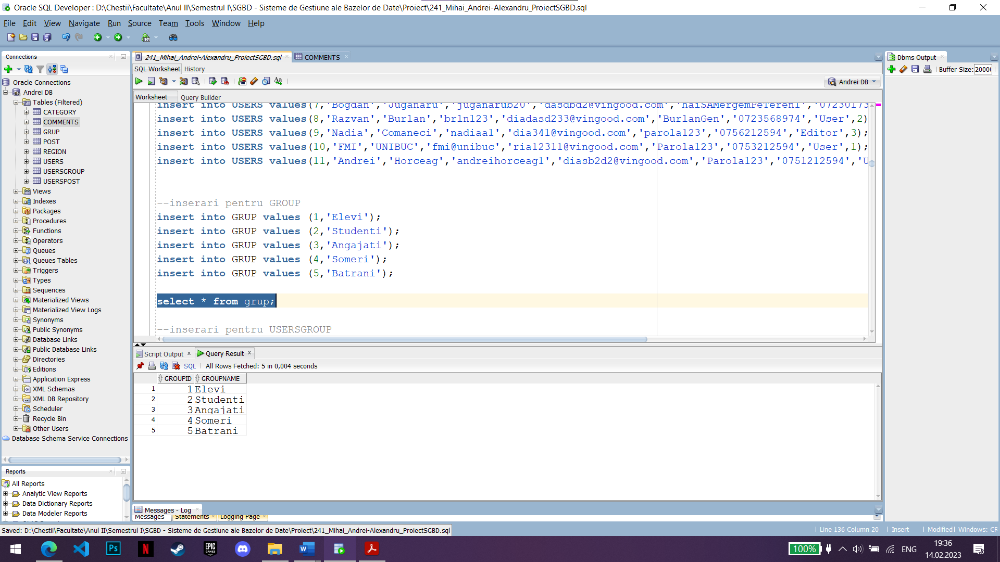 Oracle SQL Developer : D:\Chestii\Facultate\Anul II\Semestrul I\SGBD - Sisteme de Gestiune ale Bazelor de Date\Proiect\241_Mihai_Andrei-Alexandru_ProiectSGBD.sql
File Edit View Navigate Run Source Team Tools Window Help
Connections
Oracle Connections
Andrei DB
Tables (Filtered)
CATEGORY
COMMENTS
GRUP
POST
REGION
USERS
USERSGROUP
USERSPOST
Views
Indexes
Packages
Procedures
Functions
Operators
Queues
Queues Tables
Triggers
Types
Sequences
Materialized Views
Materialized View Logs
Synonyms
Public Synonyms
Database Links
Public Database Links
Directories
Editions
Application Express
XML Schemas
XML DB Repository
Scheduler
Recycle Bin
Other Users
Database Schema Service Connections
Reports
All Reports
Analytic View Reports
Data Dictionary Reports
Data Modeler Reports
241_Mihai_Andrei-Alexandru_ProiectSGBD.sql COMMENTS
SQL Worksheet History
Andrei DB
Worksheet Query Builder
insert into USERS values(7,'Bogdan','Juganaru','juganarub20','dasdbd2@vingood.com','haiSAMergemPeTeren1','07230173
insert into USERS values(8,'Razvan','Burlan','brln123','diadasd233@vingood.com','BurlanGen','0723568974','User',2)
insert into USERS values(9,'Nadia','Comaneci','nadiaa1','dia341@vingood.com','parola123','0756212594','Editor',3);
insert into USERS values(10,'FMI','UNIBUC','fmi@unibuc','ria12311@vingood.com','Parola123','0753212594','User',1);
insert into USERS values(11,'Andrei','Horceag','andreihorceag1','diasb2d2@vingood.com','Parola123','0751212594','U
--inserari pentru GROUP
insert into GRUP values (1,'Elevi');
insert into GRUP values (2,'Studenti');
insert into GRUP values (3,'Angajati');
insert into GRUP values (4,'Someri');
insert into GRUP values (5,'Batrani');
select * from grup;
--inserari pentru USERSGROUP
Script Output Query Result
SQL All Rows Fetched: 5 in 0,004 seconds
GROUPID GROUPNAME
1 1 Elevi
2 2 Studenti
3 3 Angajati
4 4 Someri
5 5 Batrani
Messages - Log
Messages Statements Logging Page
Dbms Output
Buffer Size: 20000
Saved: D:\Chestii\Facultate\Anul II\Semestrul I\SGBD - Sisteme de Gestiune ale Bazelor de Date\Proiect\241_Mihai_Andrei-Alexandru_ProiectSGBD.sql
Line 136 Column 20 Insert Modified Windows: CR
Ps
N
EPIC GAMES
W
100%
ENG
19:36
14.02.2023